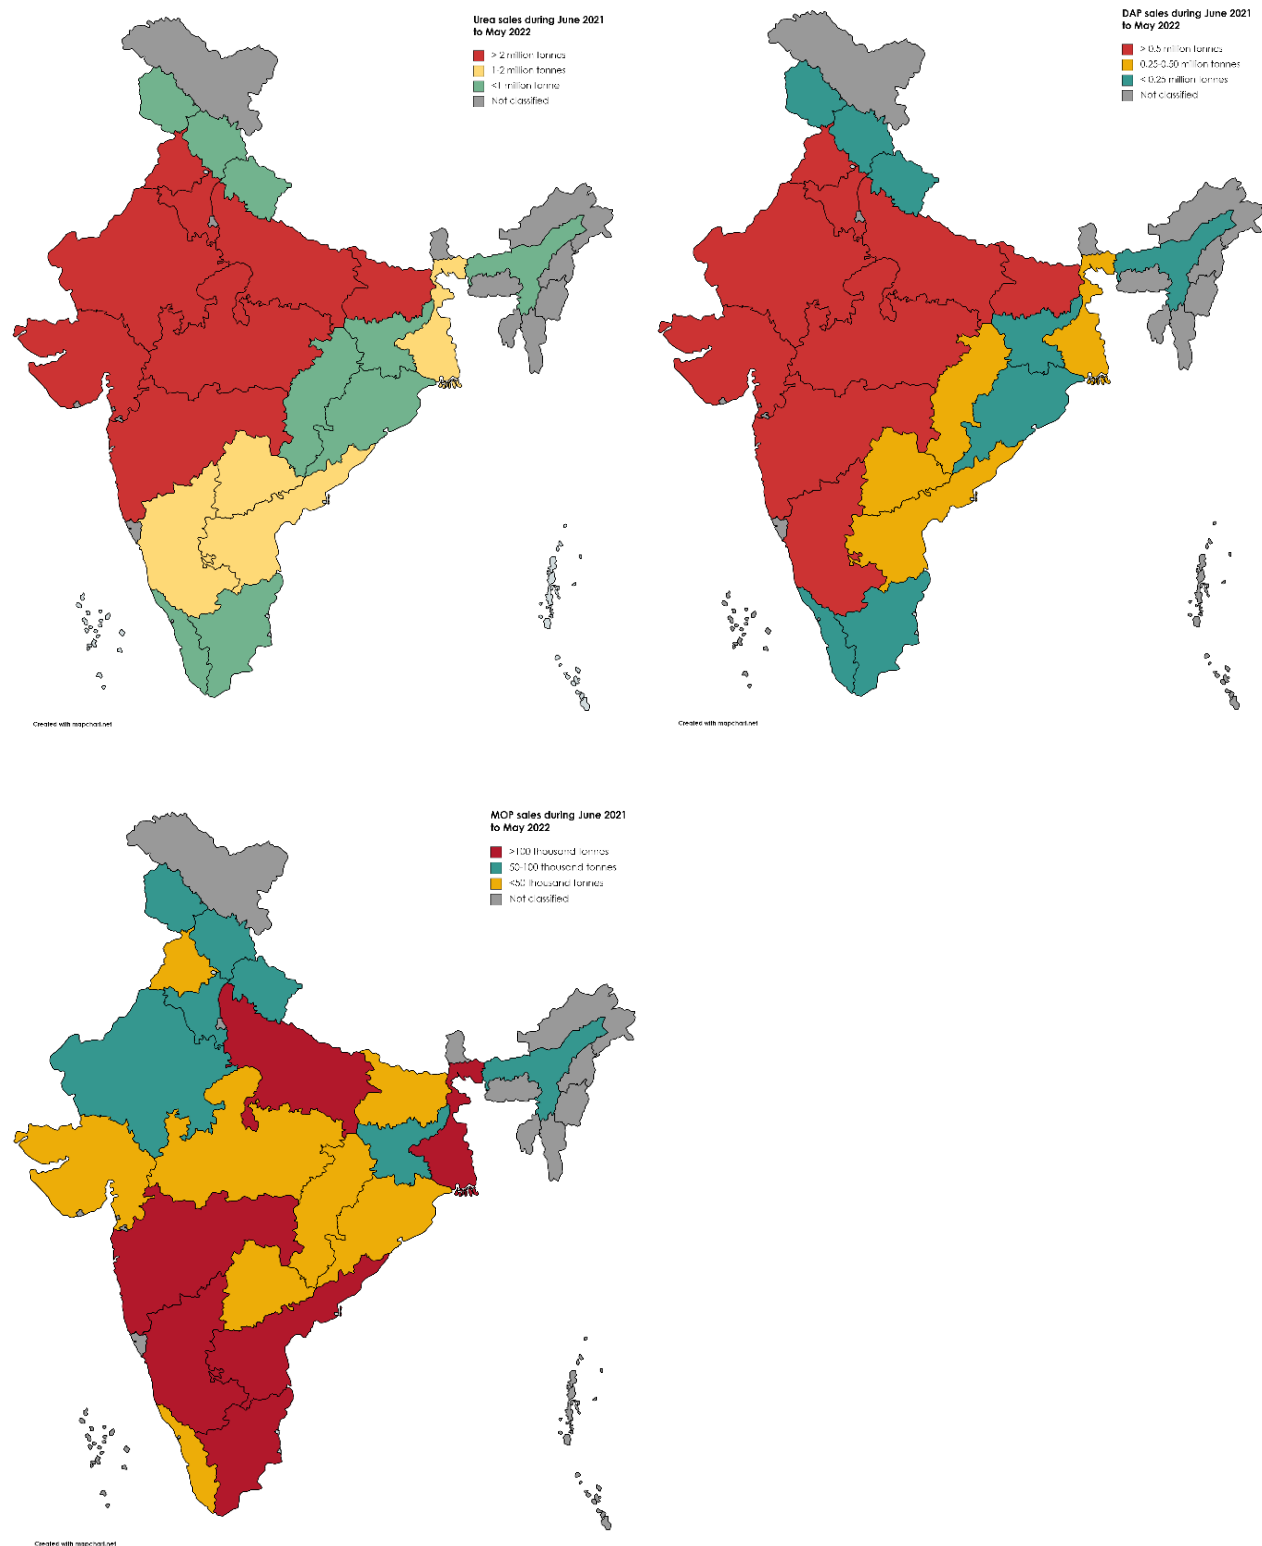 Urea sales during June 2021
to May 2022
> 2 million tonnes
1-2 million tonnes
<1 million tonne
Not classified
Created with mapchart.net
DAP sales during June 2021
to May 2022
> 0.5 million tonnes
0.25-0.50 million tonnes
< 0.25 million tonnes
Not classified
Created with mapchart.net
MOP sales during June 2021
to May 2022
>100 thousand tonnes
50-100 thousand tonnes
<50 thousand tonnes
Not classified
Created with mapchart.net